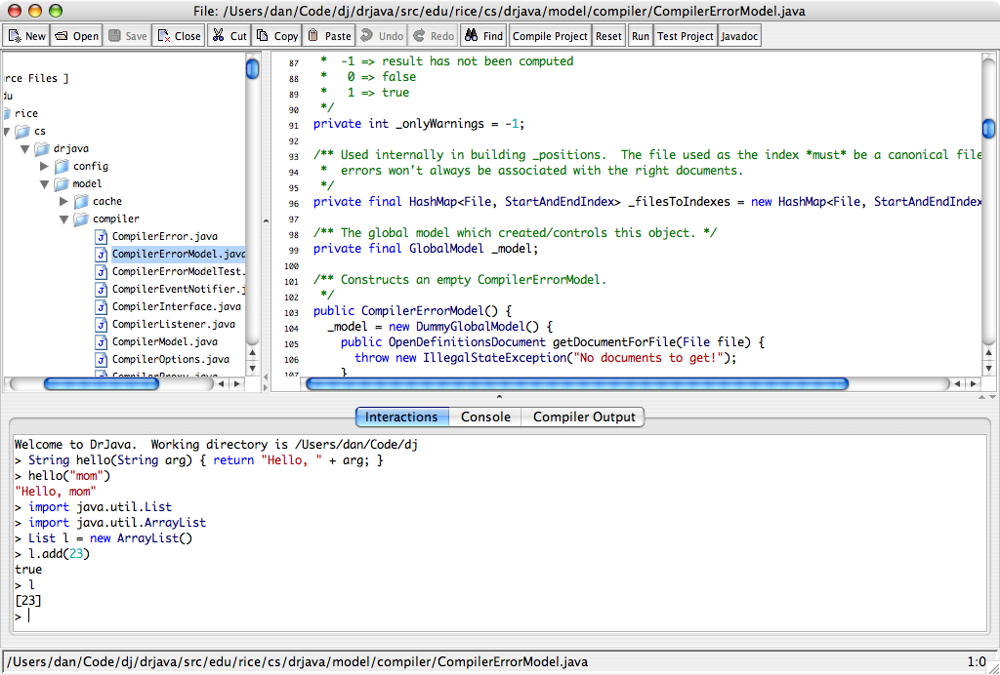 File: /Users/dan/Code/dj/drjava/src/edu/rice/cs/drjava/model/compiler/CompilerErrorModel.java
New Open Save Close Cut Copy Paste Undo Redo Find Compile Project Reset Run Test Project Javadoc
rce Files ]
du
rice
cs
drjava
config
model
cache
compiler
CompilerError.java
CompilerErrorModel.java
CompilerErrorModelTest.
CompilerEventNotifier.j
CompilerInterface.java
CompilerListener.java
CompilerModel.java
CompilerOptions.java
CompilerProxy.java
87 * -1 => result has not been computed
88 * 0 => false
89 * 1 => true
90 */
91 private int _onlyWarnings = -1;
92
93 /** Used internally in building _positions. The file used as the index *must* be a canonical file
94 * errors won't always be associated with the right documents.
95 */
96 private final HashMap<File, StartAndEndIndex> _filesToIndexes = new HashMap<File, StartAndEndIndex
97
98 /** The global model which created/controls this object. */
99 private final GlobalModel _model;
100
101 /** Constructs an empty CompilerErrorModel.
102 */
103 public CompilerErrorModel() {
104 _model = new DummyGlobalModel() {
105 public OpenDefinitionsDocument getDocumentForFile(File file) {
106 throw new IllegalStateException("No documents to get!");
107 }
Interactions Console Compiler Output
Welcome to DrJava. Working directory is /Users/dan/Code/dj
> String hello(String arg) { return "Hello, " + arg; }
> hello("mom")
"Hello, mom"
> import java.util.List
> import java.util.ArrayList
> List l = new ArrayList()
> l.add(23)
true
> l
[23]
>
/Users/dan/Code/dj/drjava/src/edu/rice/cs/drjava/model/compiler/CompilerErrorModel.java 1:0